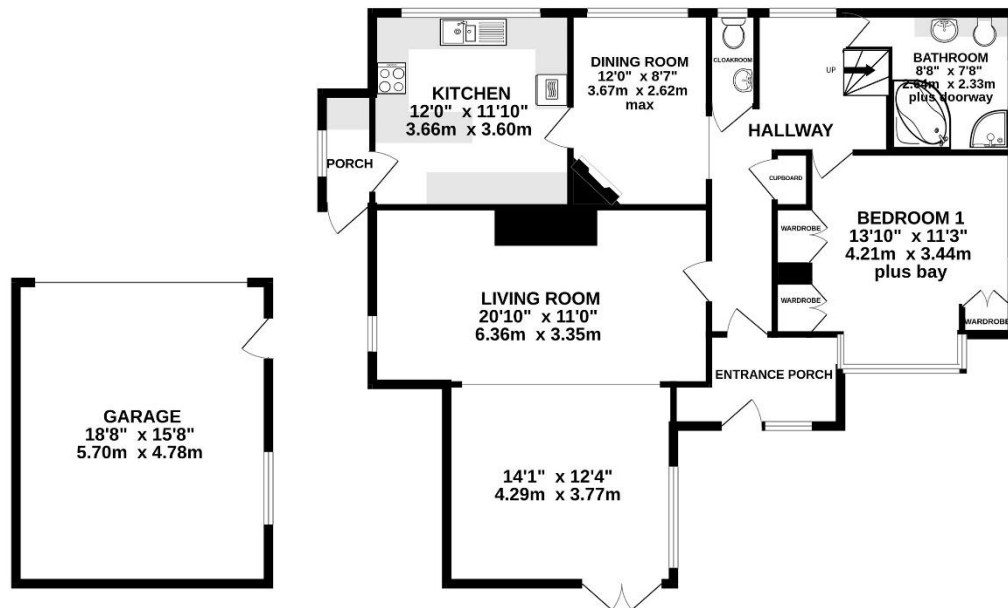 KITCHEN
12'0" x 11'10"
3.66m x 3.60m
DINING ROOM
12'0" x 8'7"
3.67m x 2.62m
max
CLOAKROOM
UP
BATHROOM
8'8" x 7'8"
2.64m x 2.33m
plus doorway
HALLWAY
PORCH
CUPBOARD
WARDROBE
BEDROOM 1
13'10" x 11'3"
4.21m x 3.44m
plus bay
WARDROBE
WARDROBE
LIVING ROOM
20'10" x 11'0"
6.36m x 3.35m
ENTRANCE PORCH
GARAGE
18'8" x 15'8"
5.70m x 4.78m
14'1" x 12'4"
4.29m x 3.77m